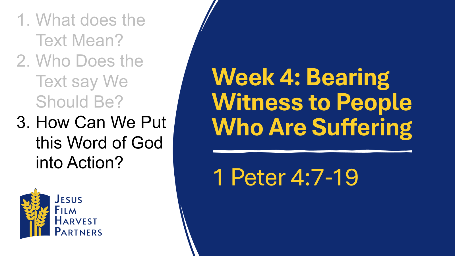 1. What does the
Text Mean?
2. Who Does the
Text say We
Should Be?
3. How Can We Put
this Word of God
into Action?
JESUS
FILM
HARVEST
PARTNERS
Week 4: Bearing
Witness to People
Who Are Suffering
1 Peter 4:7-19